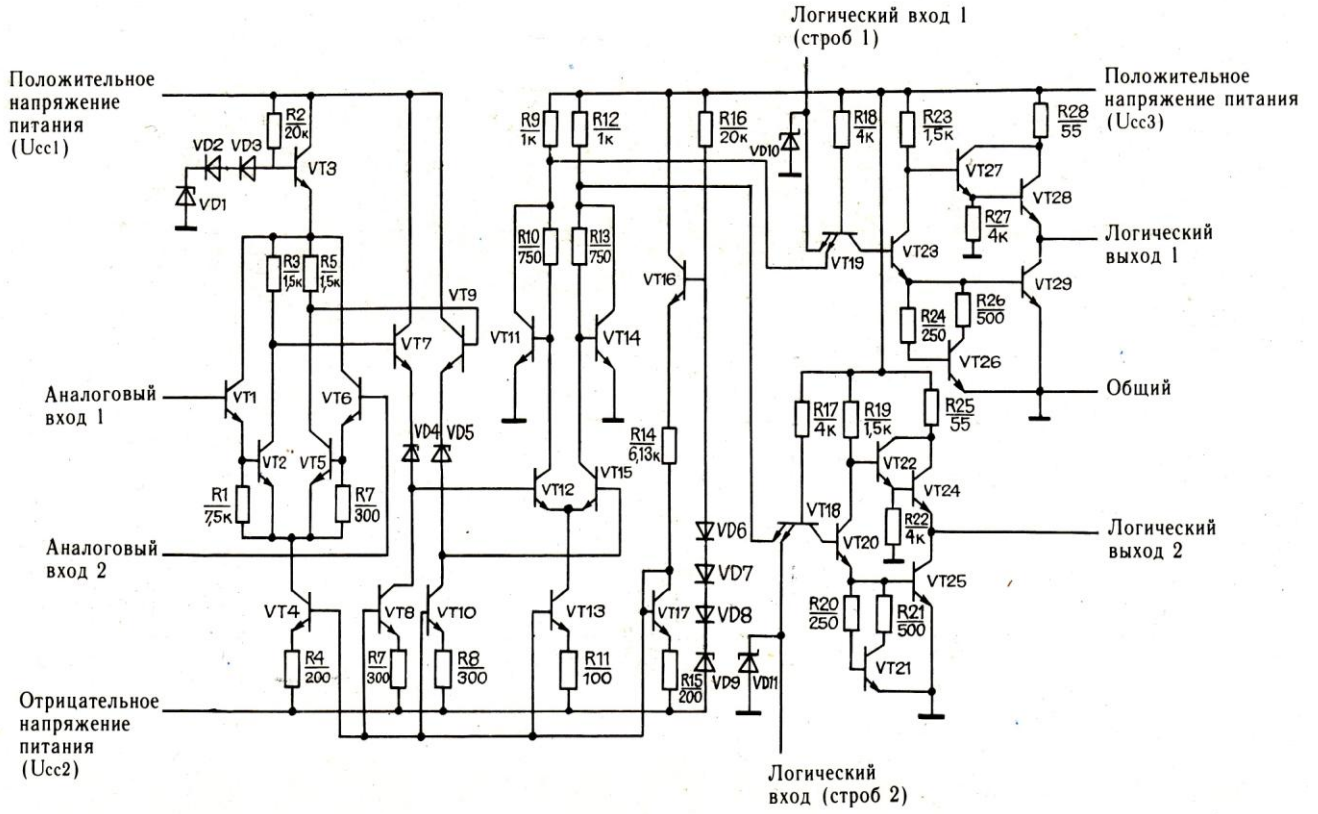 Логический вход 1
(строб 1)
Положительное
напряжение
питания
(Ucc1)
Положительное
напряжение питания
(Ucc3)
R2
20к
VD2 VD3
VT3
VD1
R9
1к
R12
1к
R16
20к
VD10
R18
4к
R23
1,5к
R28
55
VT27
VT28
R27
4к
R3
1,5к
R5
1,5к
VT9
R10
750
R13
750
VT16
VT19
VT23
Логический
выход 1
VT7
VT11
VT14
R24
250
R26
500
VT29
VT26
Аналоговый
вход 1
VT1
VT6
Общий
VD4 VD5
R14
6,13к
R17
4к
R19
1,5к
R25
55
VT2
VT5
VT12
VT15
VT22
VT24
R1
7,5к
R7
300
VT18
R22
4к
VT20
Аналоговый
вход 2
Логический
выход 2
VD6
VD7
VD8
VT25
VT4
VT8
VT10
VT13
VT17
R20
250
R21
500
R4
200
R7
300
R8
300
R11
100
R15
200
VD9
VD11
VT21
Отрицательное
напряжение
питания
(Ucc2)
Логический
вход (строб 2)